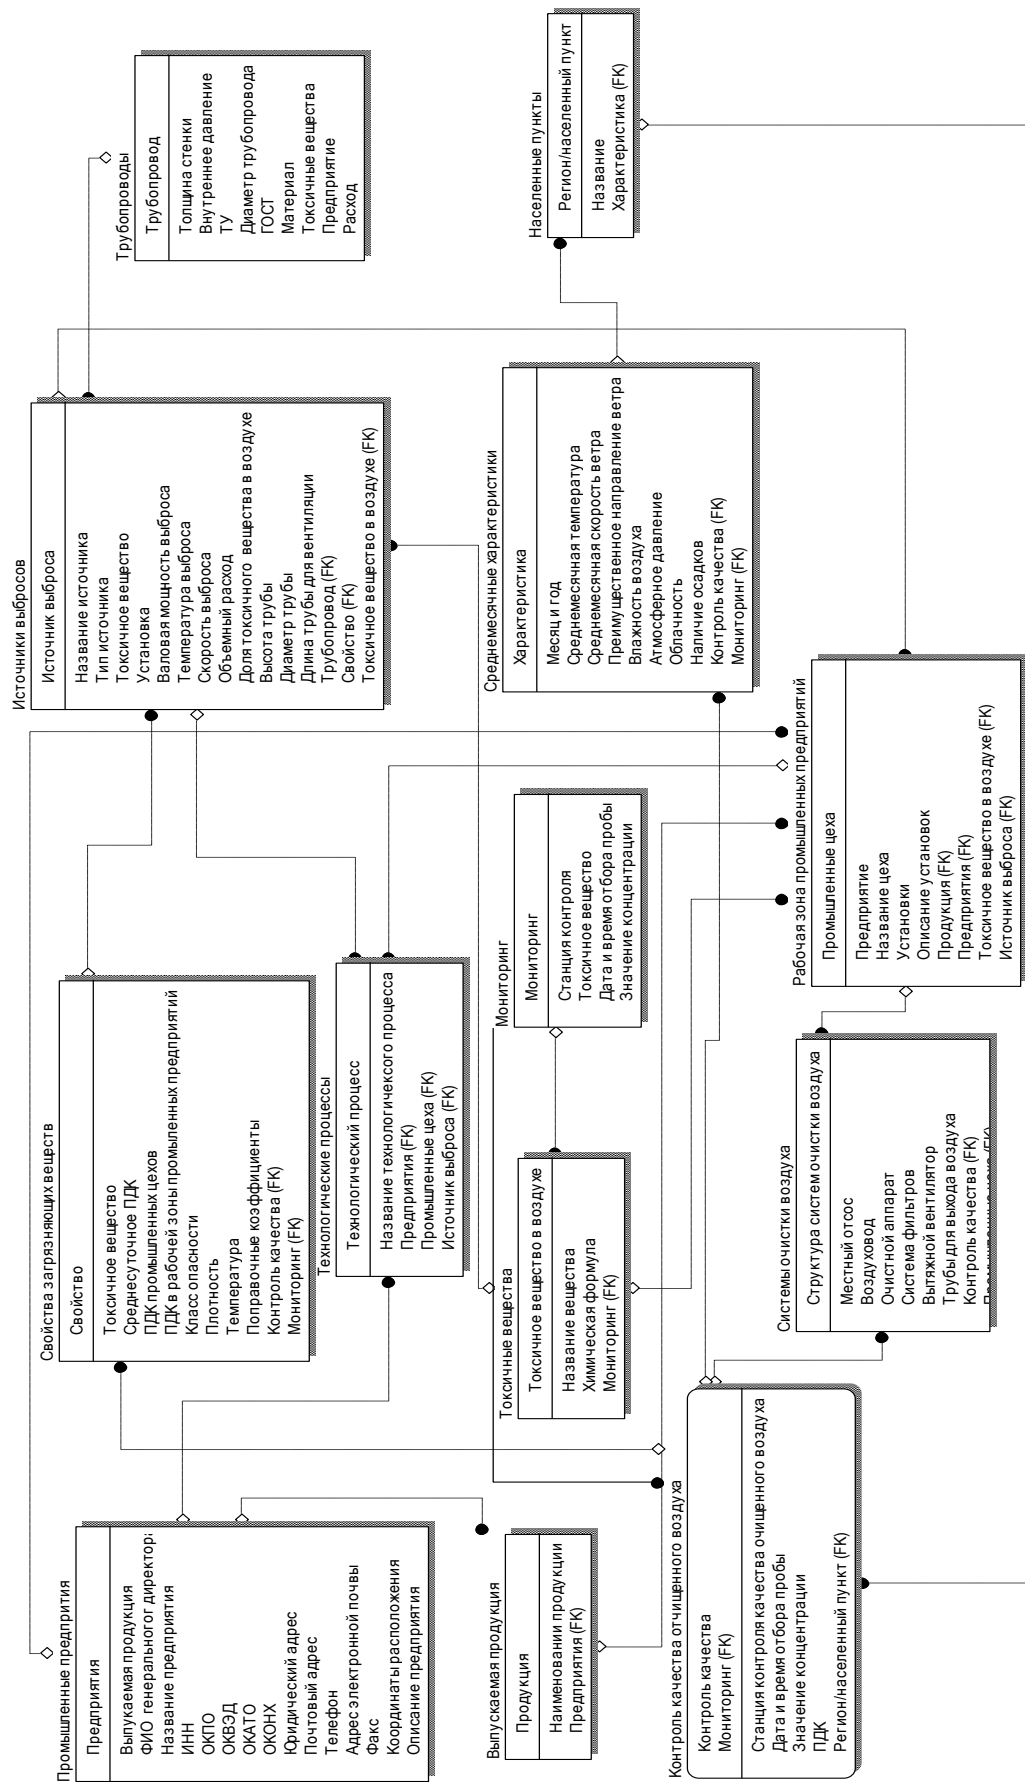 Промышленные предпрития
Предприятия
Выпукаемая продукция
ФИО генерального директора
Название предприятия
ИНН
ОКПО
ОКВЭД
ОКАТО
ОКОНХ
Юридический адрес
Почтовый адрес
Телефон
Адрес электронной почвы
Факс
Координаты расположения
Описание предприятия
Свойства загрязняющих веществ
Свойство
Токсичное вещество
Среднесуточное ПДК
ПДК промышленных цехов
ПДК в рабочей зоны промыленных предприятий
Класс опасности
Плотность
Температура
Поправочные коэффициенты
Контроль качества (FK)
Мониторинг (FK)
Источники выбросов
Источник выброса
Название источника
Тип источника
Токсичное вещество
Установка
Валовая мощность выброса
Температура выброса
Скорость выброса
Объемный расход
Доля токсичного вещества в воздухе
Высота трубы
Диаметр трубы
Длина трубы для вентиляции
Трубопровод (FK)
Свойство (FK)
Токсичное вещество в воздухе (FK)
Трубопроводы
Трубопровод
Толщина стенки
Внутреннее давление
ТУ
Диаметр трубопровода
ГОСТ
Материал
Токсичные вещества
Предприятие
Расход
Технологические процессы
Технологический процесс
Название технологичексого процесса
Предприятия (FK)
Промышленные цеха (FK)
Источник выброса (FK)
Выпускаемая продукция
Продукция
Наименовании продукции
Предприятия (FK)
Токсичные вещества
Токсичное вещество в воздухе
Название вещества
Химическая формула
Мониторинг (FK)
Мониторинг
Мониторинг
Станция контроля
Токсичное вещество
Дата и время отбора пробы
Значение концентрации
Среднемесячные характеристики
Характеристика
Месяц и год
Среднемесячная температура
Среднемесячная скорость ветра
Преимущественное направление ветра
Влажность воздуха
Атмосферное давление
Облачность
Наличие осадков
Контроль качества (FK)
Мониторинг (FK)
Населенные пункты
Регион/населенный пункт
Название
Характеристика (FK)
Контроль качества отчищенного воздуха
Контроль качества
Мониторинг (FK)
Станция контроля качества очищенного воздуха
Дата и время отбора пробы
Значение концентрации
ПДК
Регион/населенный пункт (FK)
Системы очистки воздуха
Структура систем очистки воздуха
Местный отсос
Воздуховод
Очистной аппарат
Система фильтров
Вытяжной вентилятор
Трубы для выхода воздуха
Контроль качества (FK)
Промышленные цеха (FK)
Рабочая зона промышленных предприятий
Промышленные цеха
Предприятие
Название цеха
Установки
Описание установок
Продукция (FK)
Предприятия (FK)
Токсичное вещество в воздухе (FK)
Источник выброса (FK)